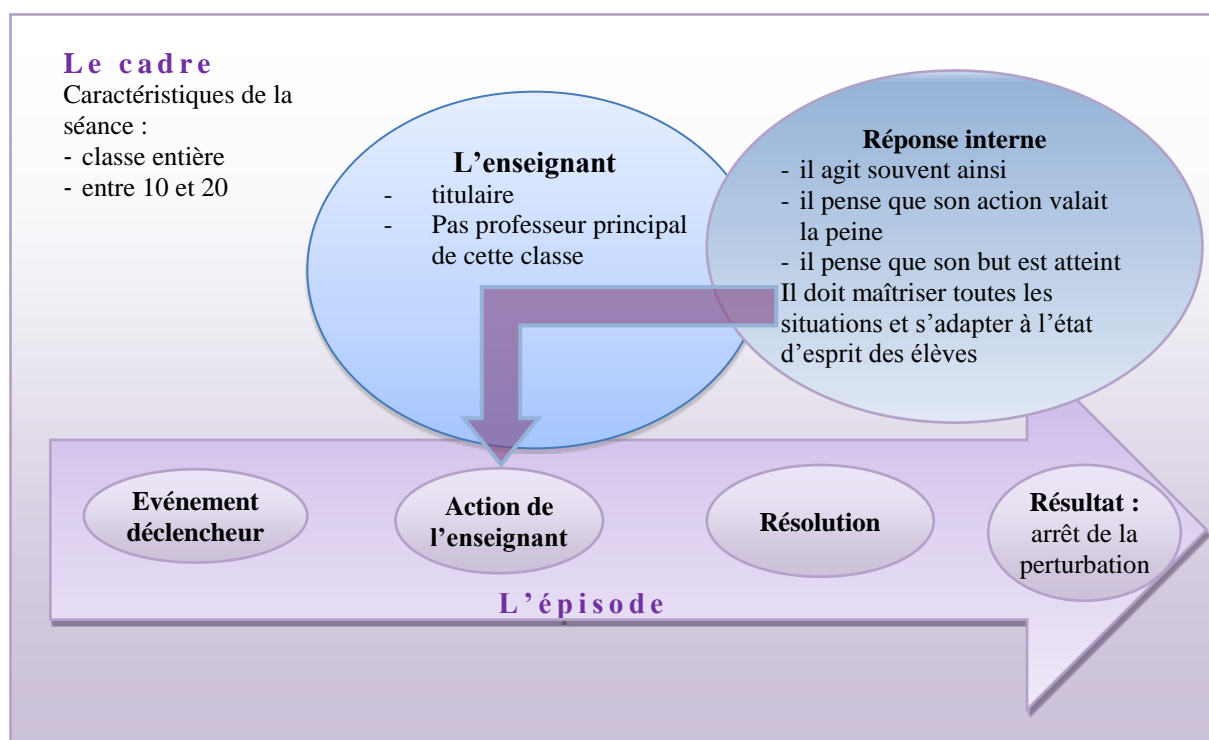 Le cadre
Caractéristiques de la
séance :
- classe entière
- entre 10 et 20
L’enseignant
- titulaire
- Pas professeur principal
de cette classe
Réponse interne
- il agit souvent ainsi
- il pense que son action valait
la peine
- il pense que son but est atteint
Il doit maîtriser toutes les
situations et s’adapter à l’état
d’esprit des élèves
Evénement
déclencheur
Action de
l’enseignant
Résolution
Résultat :
arrêt de la
perturbation
L’épisode